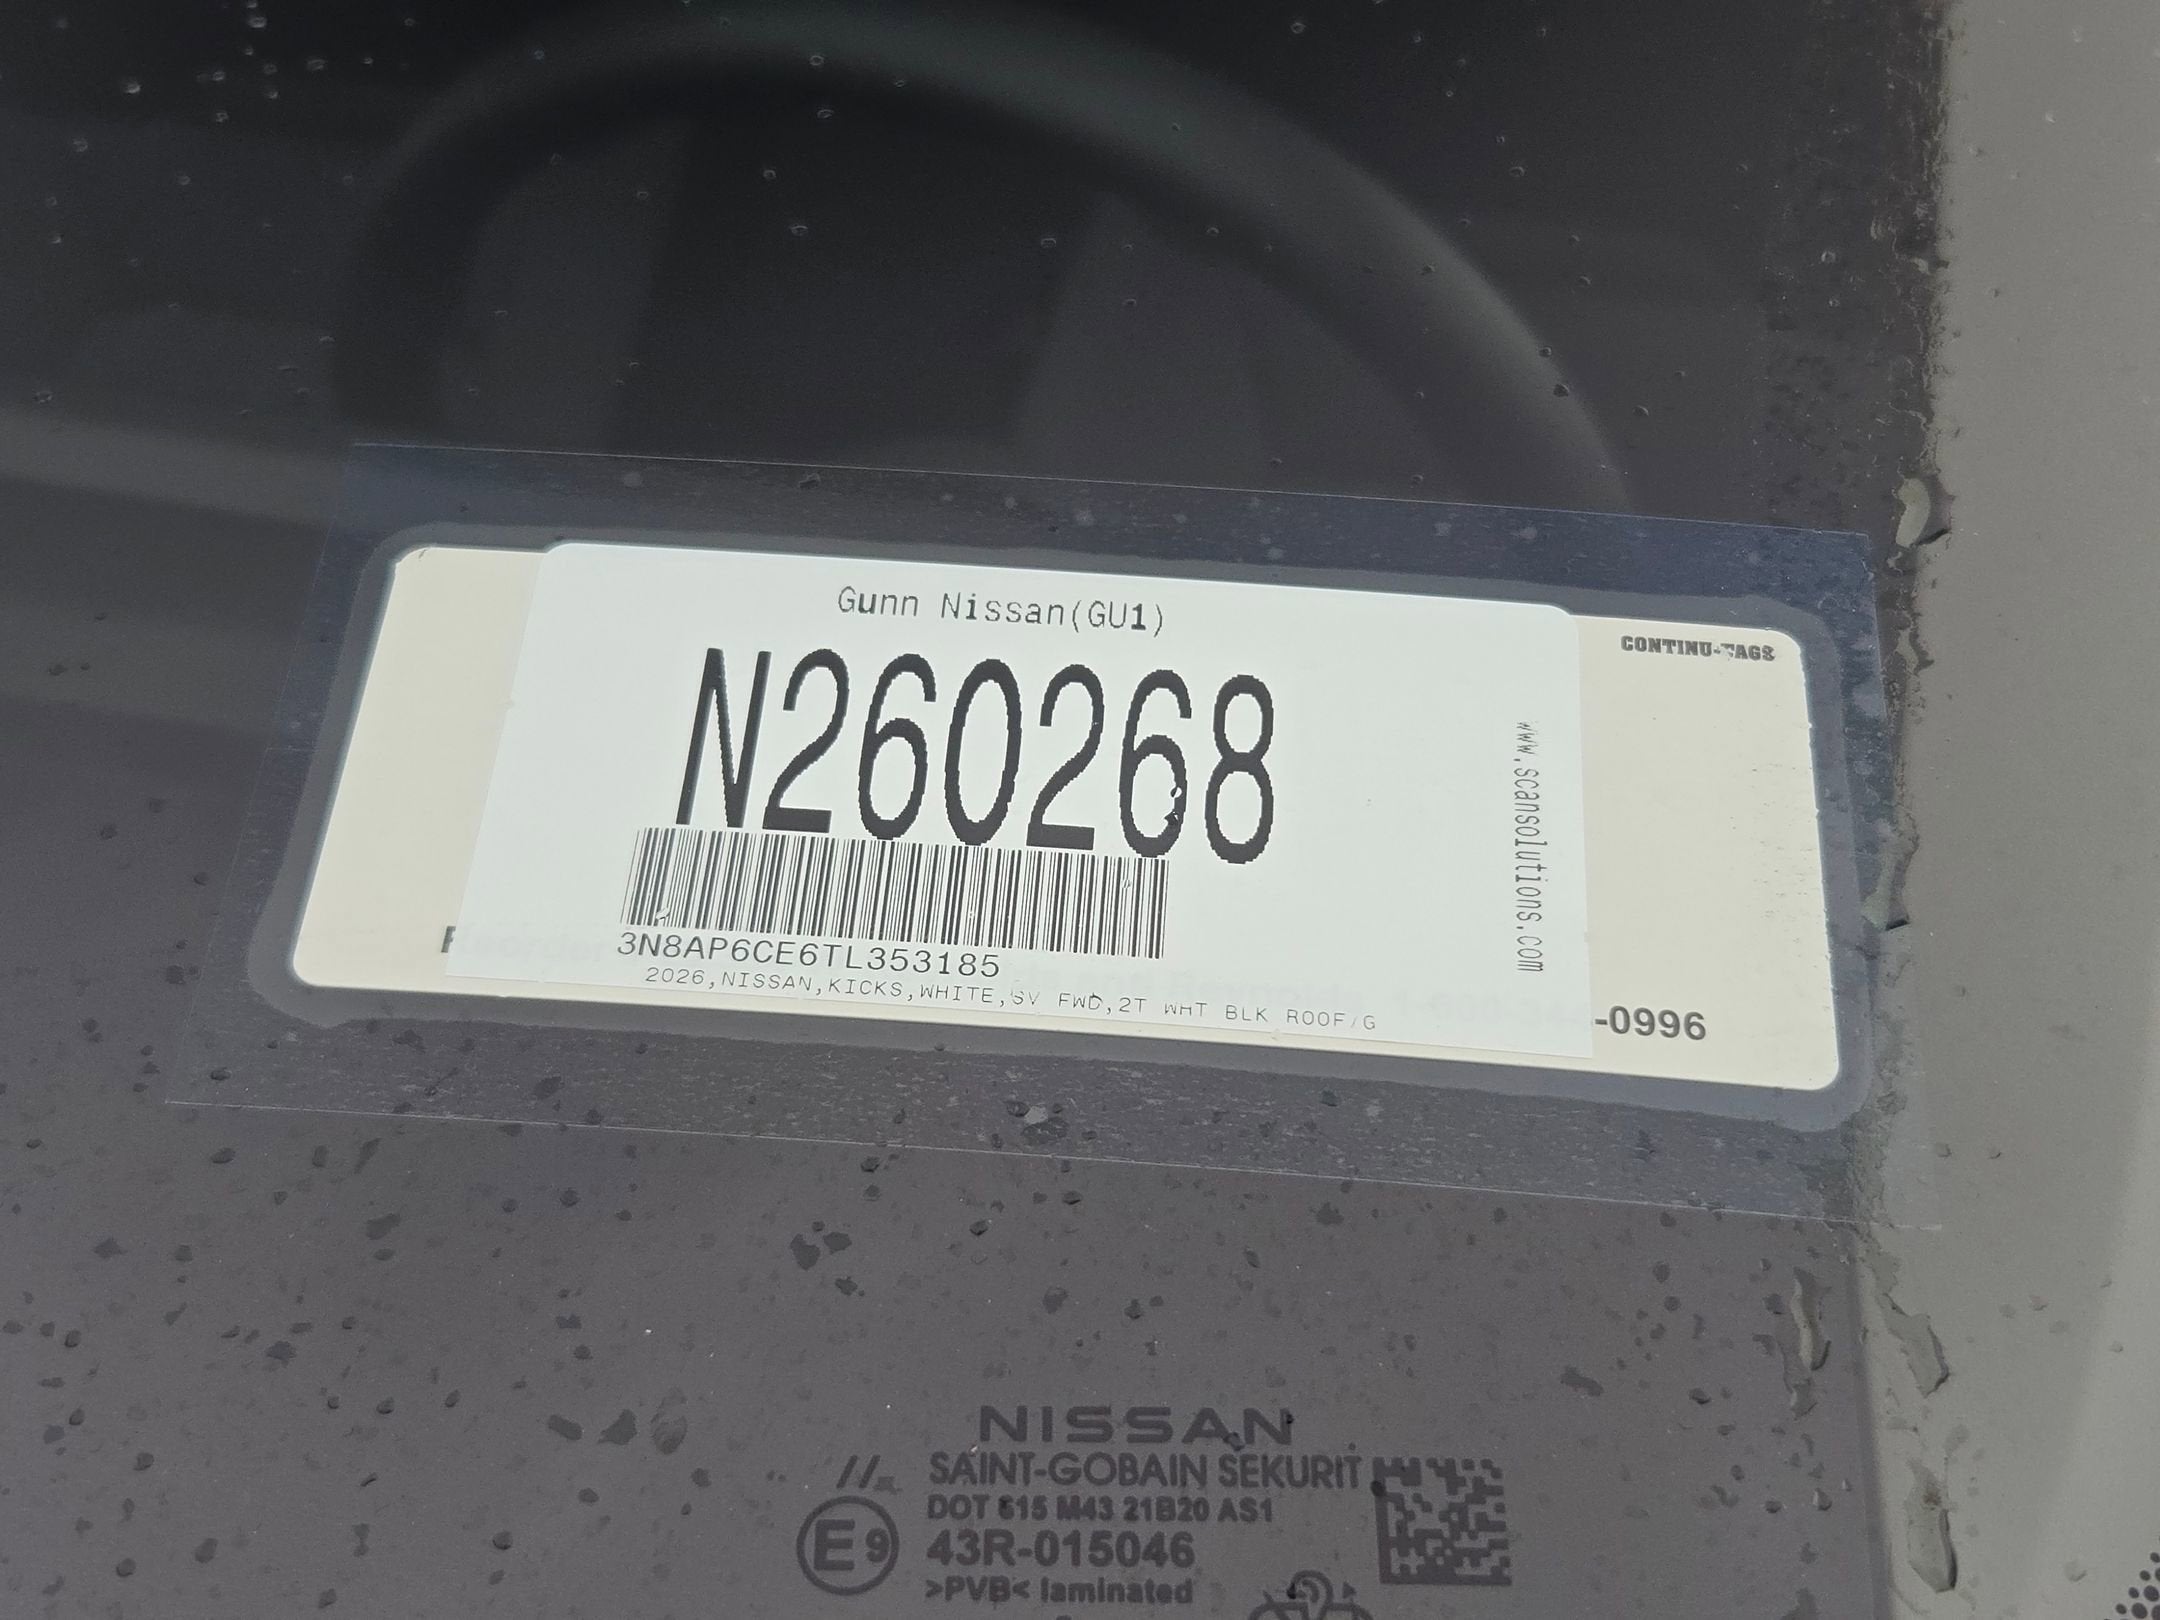 Gunn Nissan(GU1)
CONTINU-TAGS
N260268
www.scansolutions.com
3N8AP6CE6TL353185
2026,NISSAN,KICKS,WHITE,SV FWD,2T WHT BLK ROOF/G
Reorder
-0996
NISSAN
SAINT-GOBAIN SEKURIT
DOT 615 M43 21B20 AS1
E9
43R-015046
>PVB< laminated